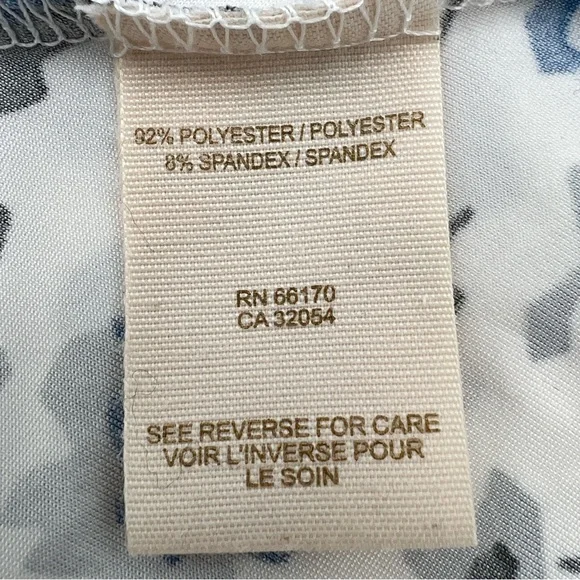 92% POLYESTER / POLYESTER
8% SPANDEX / SPANDEX
RN 66170
CA 32054
SEE REVERSE FOR CARE
VOIR L'INVERSE POUR
LE SOIN